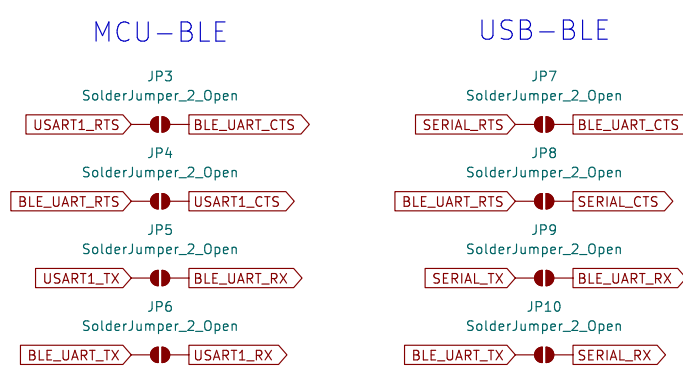 MCU-BLE
JP3
SolderJumper_2_Open
USART1_RTS BLE_UART_CTS
JP4
SolderJumper_2_Open
BLE_UART_RTS USART1_CTS
JP5
SolderJumper_2_Open
USART1_TX BLE_UART_RX
JP6
SolderJumper_2_Open
BLE_UART_TX USART1_RX
USB-BLE
JP7
SolderJumper_2_Open
SERIAL_RTS BLE_UART_CTS
JP8
SolderJumper_2_Open
BLE_UART_RTS SERIAL_CTS
JP9
SolderJumper_2_Open
SERIAL_TX BLE_UART_RX
JP10
SolderJumper_2_Open
BLE_UART_TX SERIAL_RX